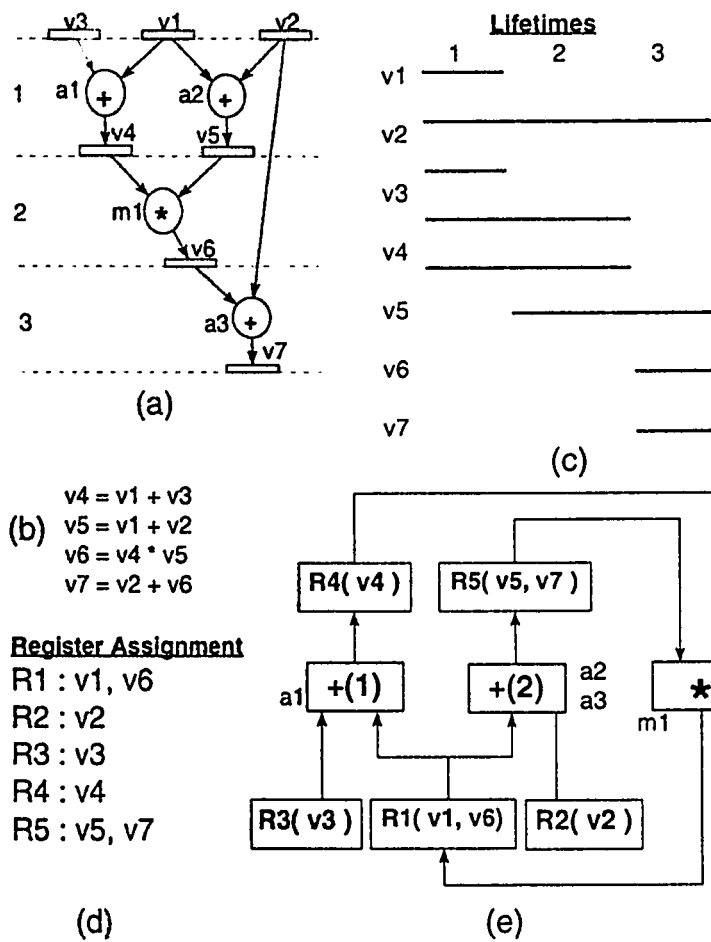 v3 v1 v2
1
a1 + a2 +
v4 v5
2
m1 *
v6
3
a3 +
v7
(a)
Lifetimes
1 2 3
v1
v2
v3
v4
v5
v6
v7
(c)
(b)
v4 = v1 + v3
v5 = v1 + v2
v6 = v4 * v5
v7 = v2 + v6
Register Assignment
R1 : v1, v6
R2 : v2
R3 : v3
R4 : v4
R5 : v5, v7
(d)
R4( v4 ) R5( v5, v7 )
a1 +(1) +(2) a2
a3
*
m1
R3( v3 ) R1( v1, v6) R2( v2 )
(e)